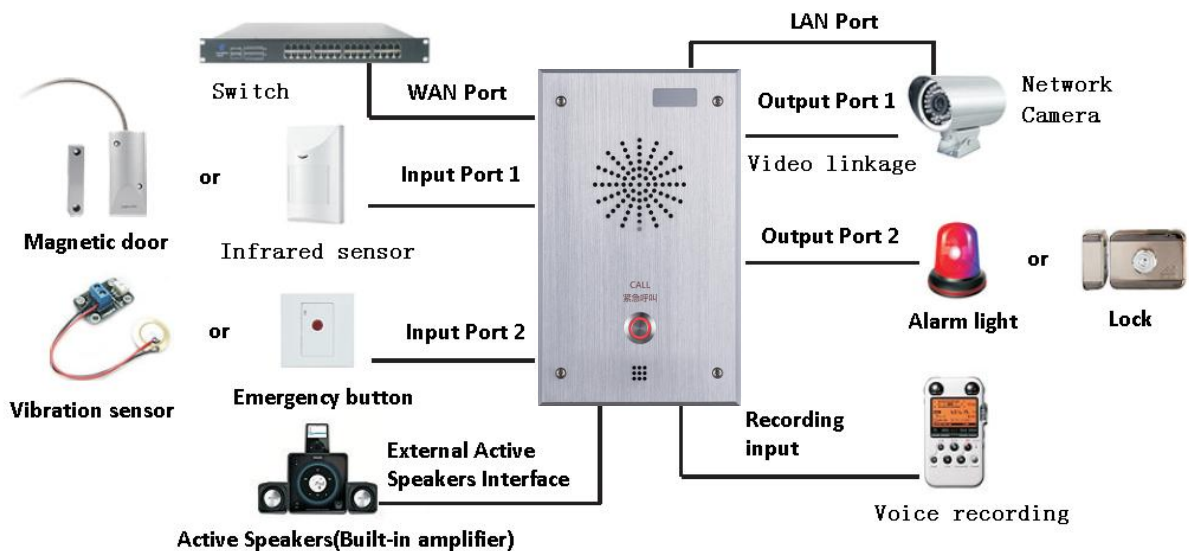 LAN Port
Switch
WAN Port
Output Port 1
Network
Camera
Video linkage
or
Input Port 1
Magnetic door
Infrared sensor
Output Port 2
or
CALL
紧急呼叫
Alarm light
Lock
or
Input Port 2
Vibration sensor
Emergency button
External Active
Speakers Interface
Recording
input
Voice recording
Active Speakers(Built-in amplifier)